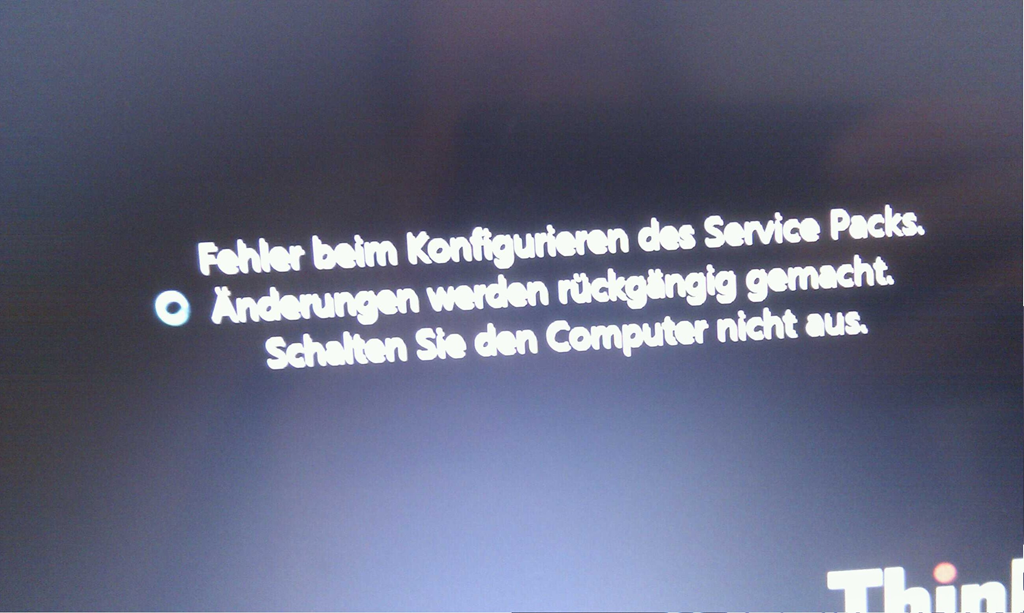 Fehler beim Konfigurieren des Service Packs.
Änderungen werden rückgängig gemacht.
Schalten Sie den Computer nicht aus.
Think